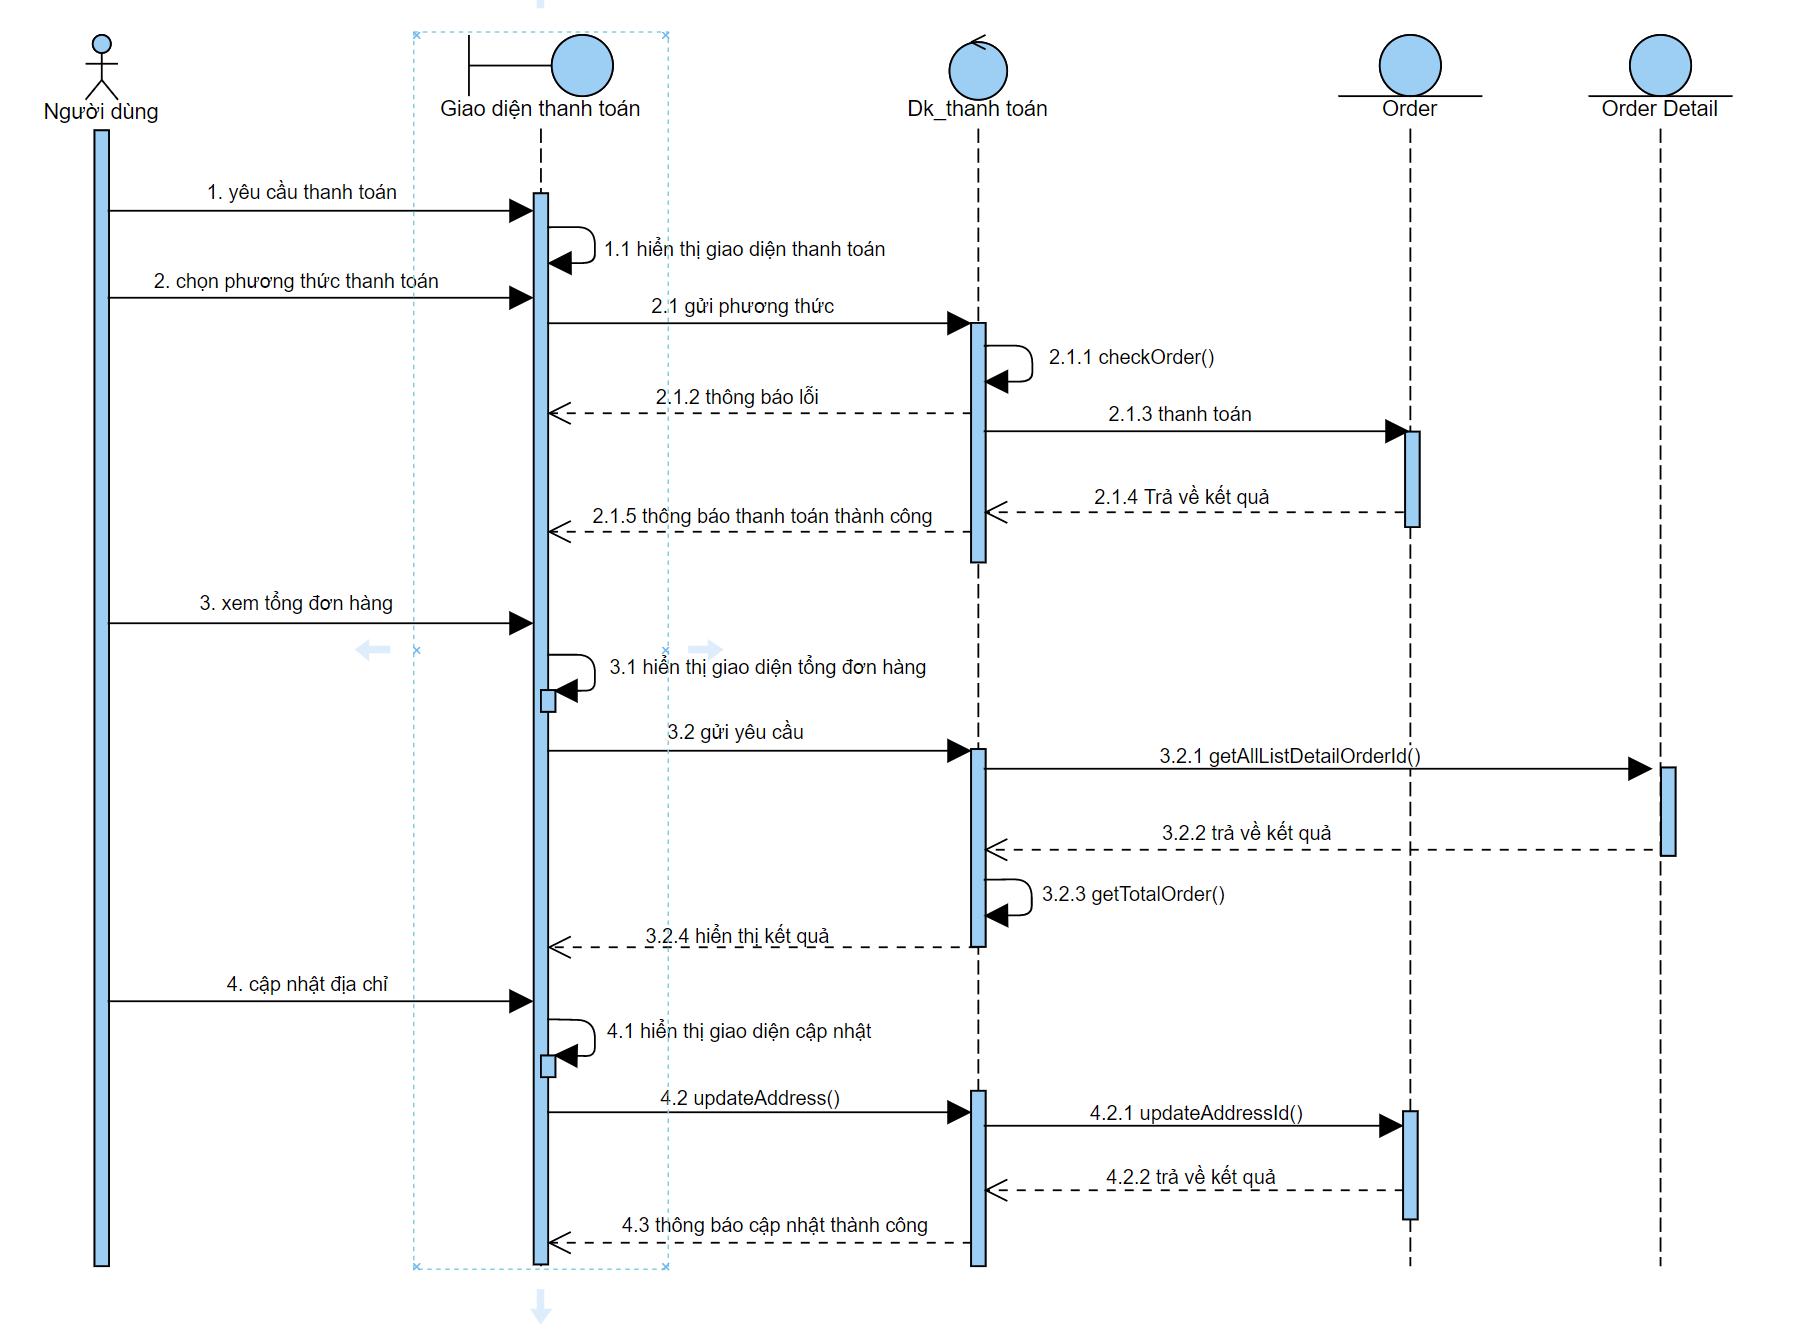 Người dùng
Giao diện thanh toán
Dk_thanh toán
Order
Order Detail
1. yêu cầu thanh toán
1.1 hiển thị giao diện thanh toán
2. chọn phương thức thanh toán
2.1 gửi phương thức
2.1.1 checkOrder()
2.1.2 thông báo lỗi
2.1.3 thanh toán
2.1.4 Trả về kết quả
2.1.5 thông báo thanh toán thành công
3. xem tổng đơn hàng
3.1 hiển thị giao diện tổng đơn hàng
3.2 gửi yêu cầu
3.2.1 getAllListDetailOrderId()
3.2.2 trả về kết quả
3.2.3 getTotalOrder()
3.2.4 hiển thị kết quả
4. cập nhật địa chỉ
4.1 hiển thị giao diện cập nhật
4.2 updateAddress()
4.2.1 updateAddressId()
4.2.2 trả về kết quả
4.3 thông báo cập nhật thành công